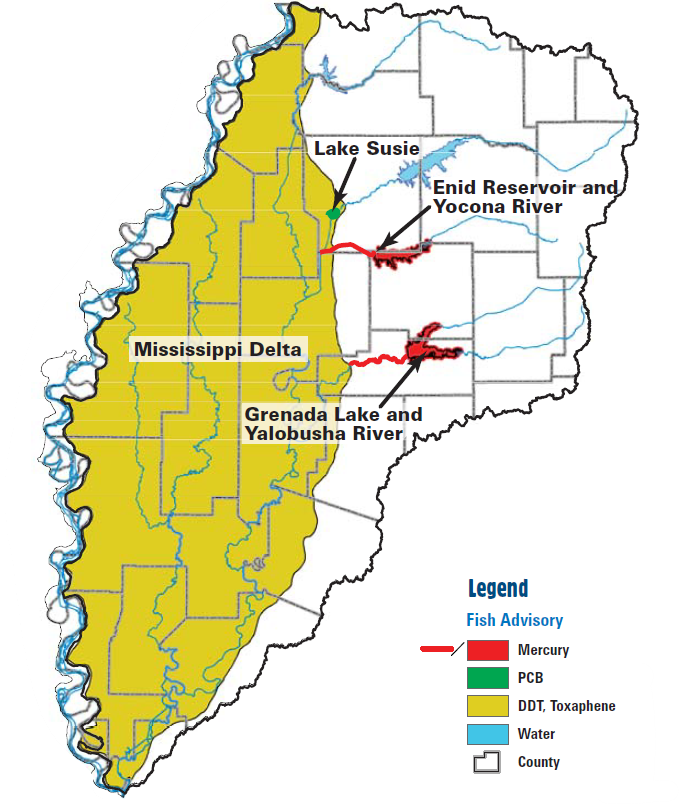 Lake Susie
Enid Reservoir and
Yocona River
Mississippi Delta
Grenada Lake and
Yalobusha River
Legend
Fish Advisory
Mercury
PCB
DDT, Toxaphene
Water
County